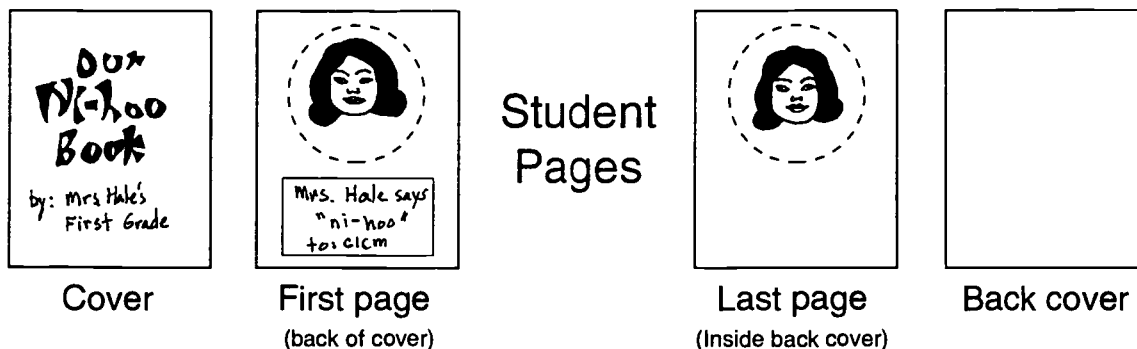 Our
Ni-hoo
Book
by: Mrs. Hale's
First Grade
Cover
Mrs. Hale says
"ni-hoo"
to:
First page
(back of cover)
Student
Pages
Last page
(Inside back cover)
Back cover